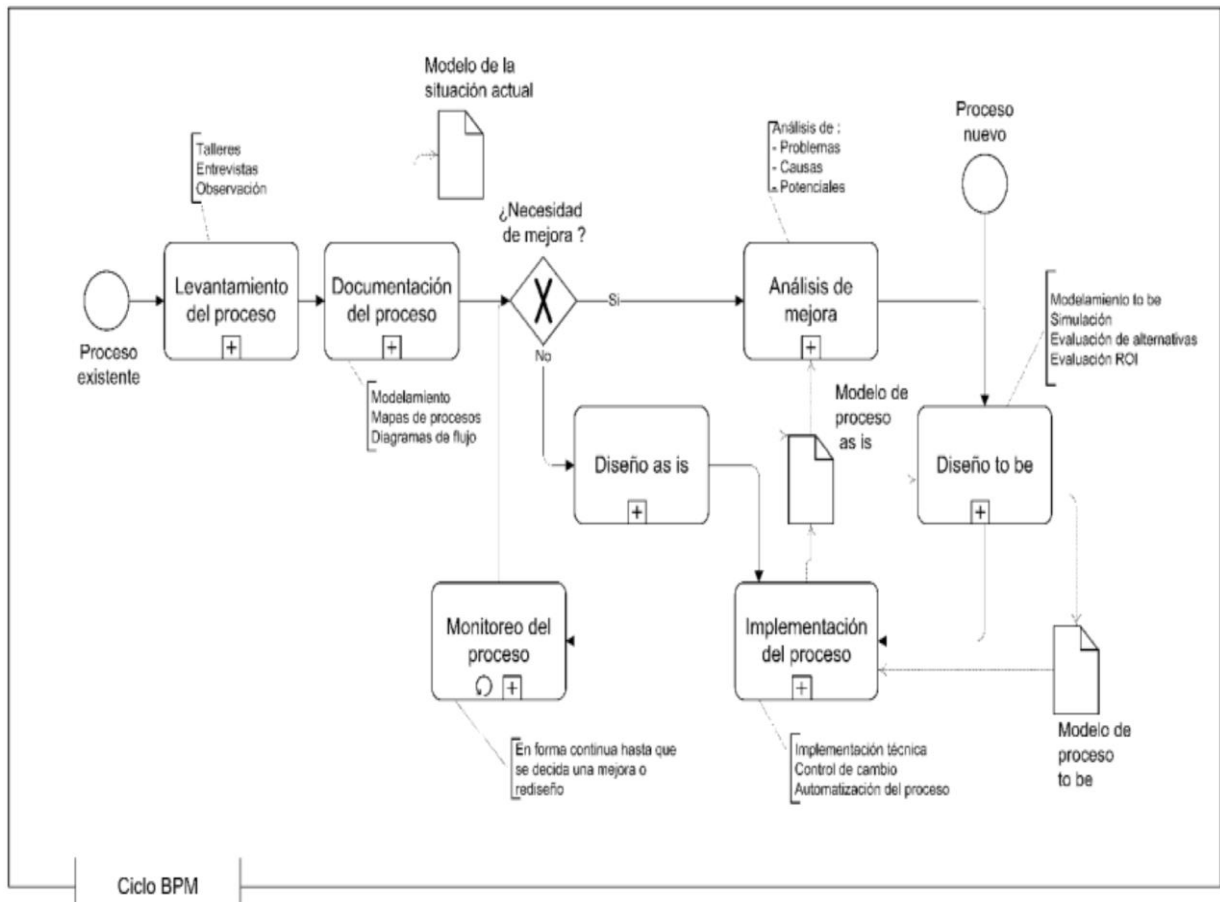 Modelo de la
situación actual
Talleres
Entrevistas
Observación
Análisis de :
- Problemas
- Causas
- Potenciales
Proceso
nuevo
¿Necesidad
de mejora ?
Proceso
existente
Levantamiento
del proceso
Documentación
del proceso
Si
No
Análisis de
mejora
Modelamiento to be
Simulación
Evaluación de alternativas
Evaluación ROI
Modelamiento
Mapas de procesos
Diagramas de flujo
Modelo de
proceso
as is
Diseño as is
Diseño to be
Monitoreo del
proceso
Implementación
del proceso
En forma continua hasta que
se decida una mejora o
rediseño
Implementación técnica
Control de cambio
Automatización del proceso
Modelo de
proceso
to be
Ciclo BPM